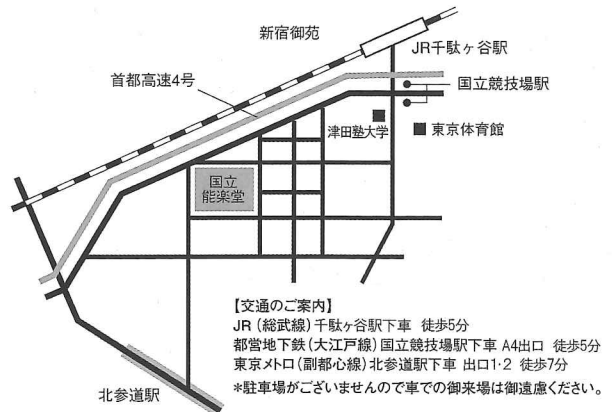 新宿御苑
JR千駄ヶ谷駅
首都高速4号
国立競技場駅
津田塾大学
東京体育館
国立
能楽堂
【交通のご案内】
JR(総武線)千駄ヶ谷駅下車 徒歩5分
都営地下鉄(大江戸線)国立競技場駅下車 A4出口 徒歩5分
東京メトロ(副都心線)北参道駅下車 出口1・2 徒歩7分
*駐車場がございませんので車での御来場は御遠慮ください。
北参道駅